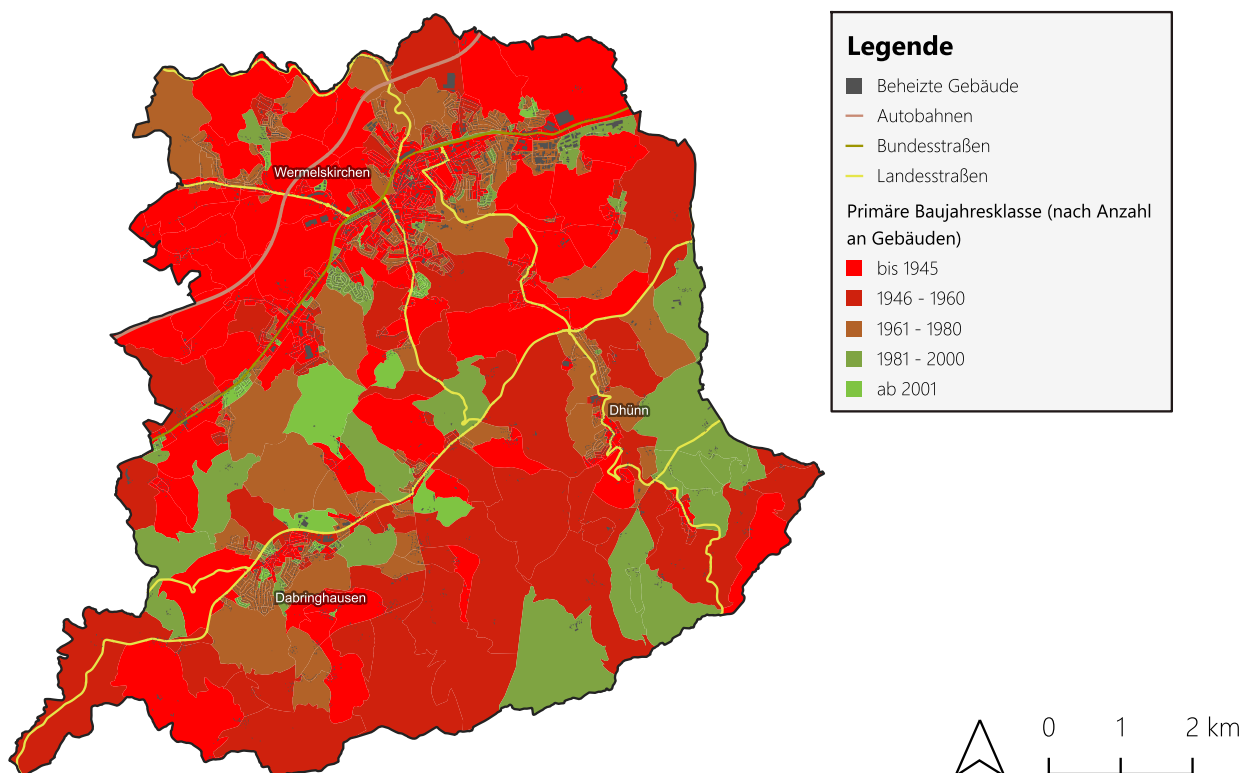 Wermelskirchen
Dhünn
Dabringhausen
Legende
Beheizte Gebäude
Autobahnen
Bundesstraßen
Landesstraßen
Primäre Baujahresklasse (nach Anzahl
an Gebäuden)
bis 1945
1946 - 1960
1961 - 1980
1981 - 2000
ab 2001
0 1 2 km